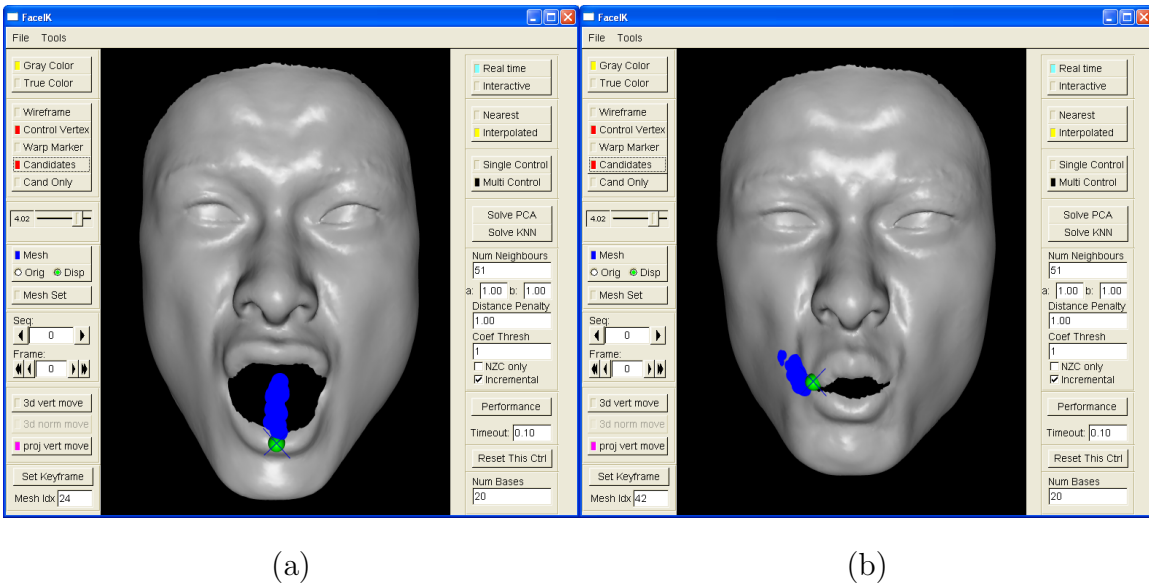 FaceIK
File Tools
Gray Color
True Color
Wireframe
Control Vertex
Warp Marker
Candidates
Cand Only
4.02
Mesh
Orig Disp
Mesh Set
Seq:
0
Frame:
0
3d vert move
3d norm move
proj vert move
Set Keyframe
Mesh Idx 24
Real time
Interactive
Nearest
Interpolated
Single Control
Multi Control
Solve PCA
Solve KNN
Num Neighbours
51
a: 1.00 b: 1.00
Distance Penalty
1.00
Coef Thresh
1
NZC only
Incremental
Performance
Timeout: 0.10
Reset This Ctrl
Num Bases
20
(a)
FaceIK
File Tools
Gray Color
True Color
Wireframe
Control Vertex
Warp Marker
Candidates
Cand Only
4.02
Mesh
Orig Disp
Mesh Set
Seq:
0
Frame:
0
3d vert move
3d norm move
proj vert move
Set Keyframe
Mesh Idx 42
Real time
Interactive
Nearest
Interpolated
Single Control
Multi Control
Solve PCA
Solve KNN
Num Neighbours
51
a: 1.00 b: 1.00
Distance Penalty
1.00
Coef Thresh
1
NZC only
Incremental
Performance
Timeout: 0.10
Reset This Ctrl
Num Bases
20
(b)